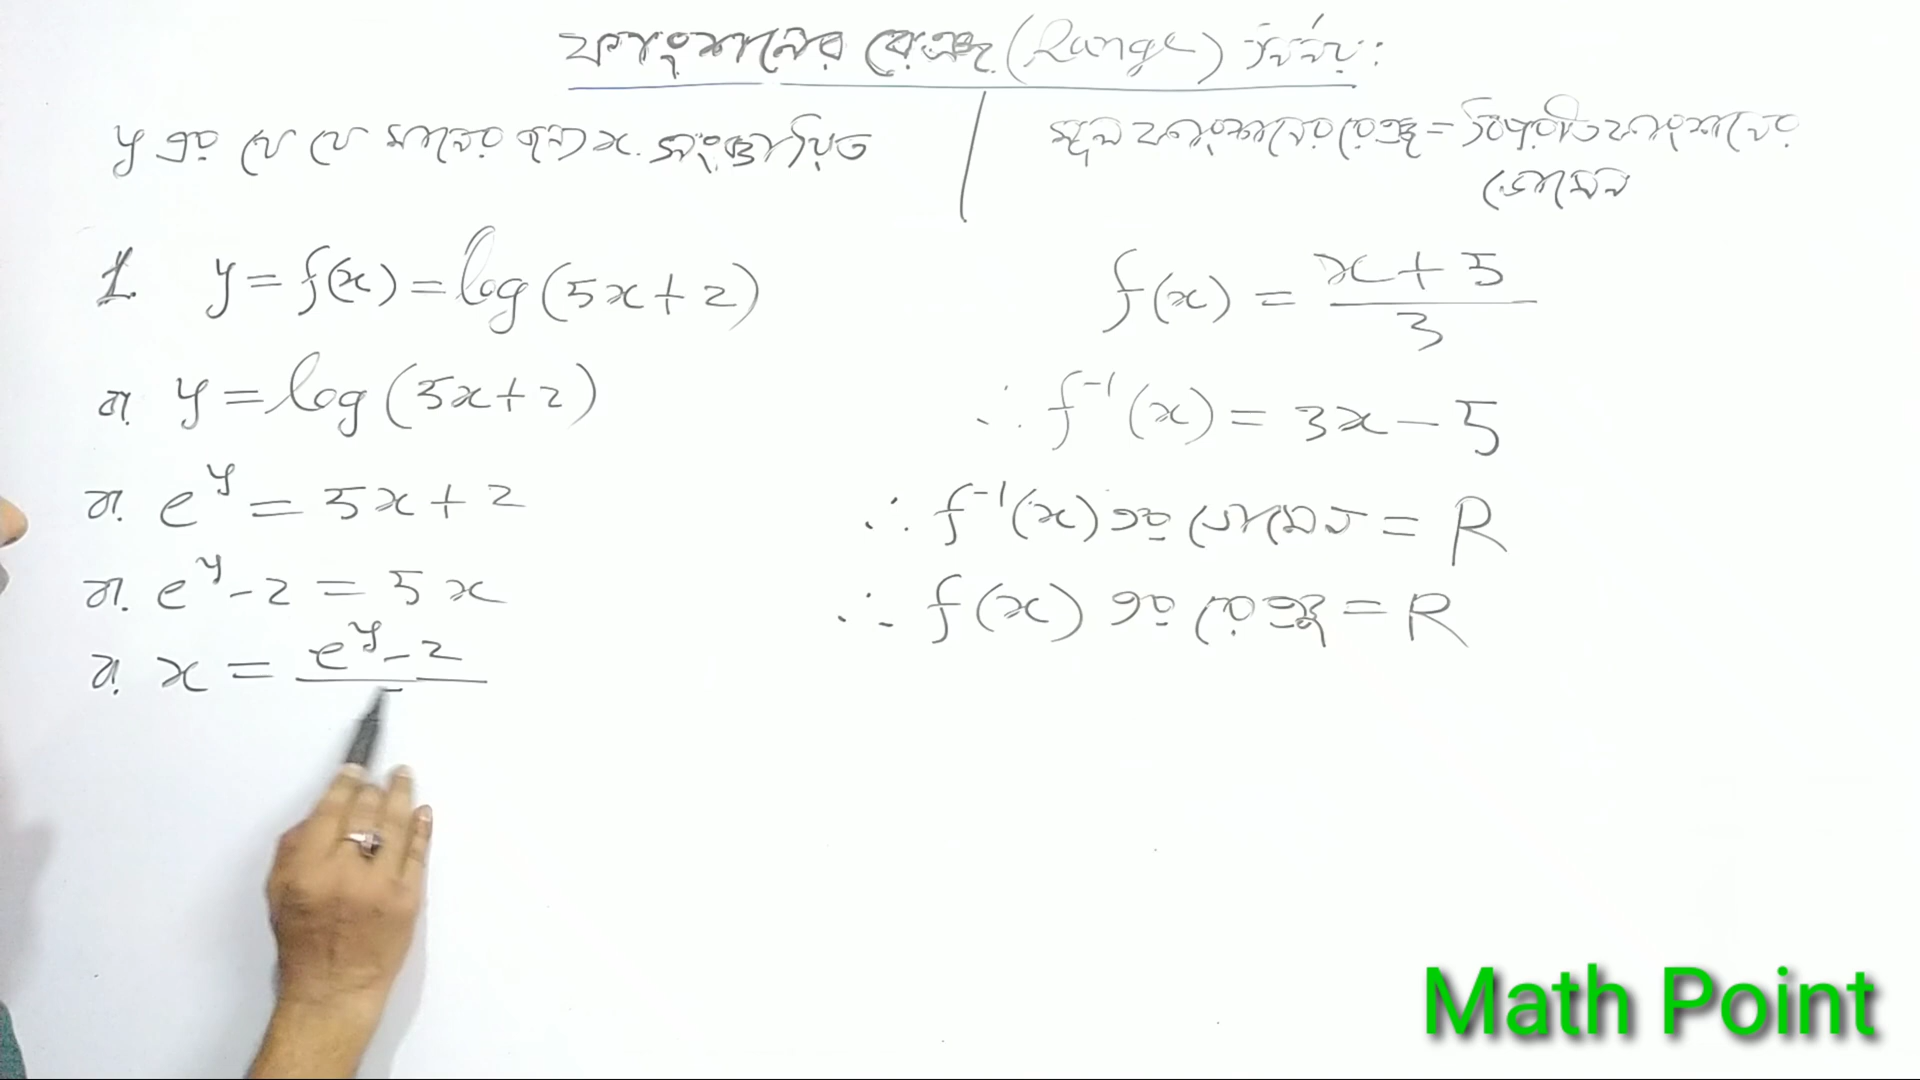 ফাংশনের রেঞ্জ (Range) নির্ণয়:
y এর যে যে মানের জন্য x সংজ্ঞায়িত
মূল ফাংশনের রেঞ্জ = বিপরীত ফাংশনের
ডোমেন
1. y = f(x) = log(5x+2)
বা, y = log(5x+2)
বা, e^y = 5x+2
বা, e^y - 2 = 5x
বা, x = (e^y - 2)/
f(x) = (x+5)/3
∴ f⁻¹(x) = 3x - 5
∴ f⁻¹(x) এর ডোমেন = R
∴ f(x) এর রেঞ্জ = R
Math Point